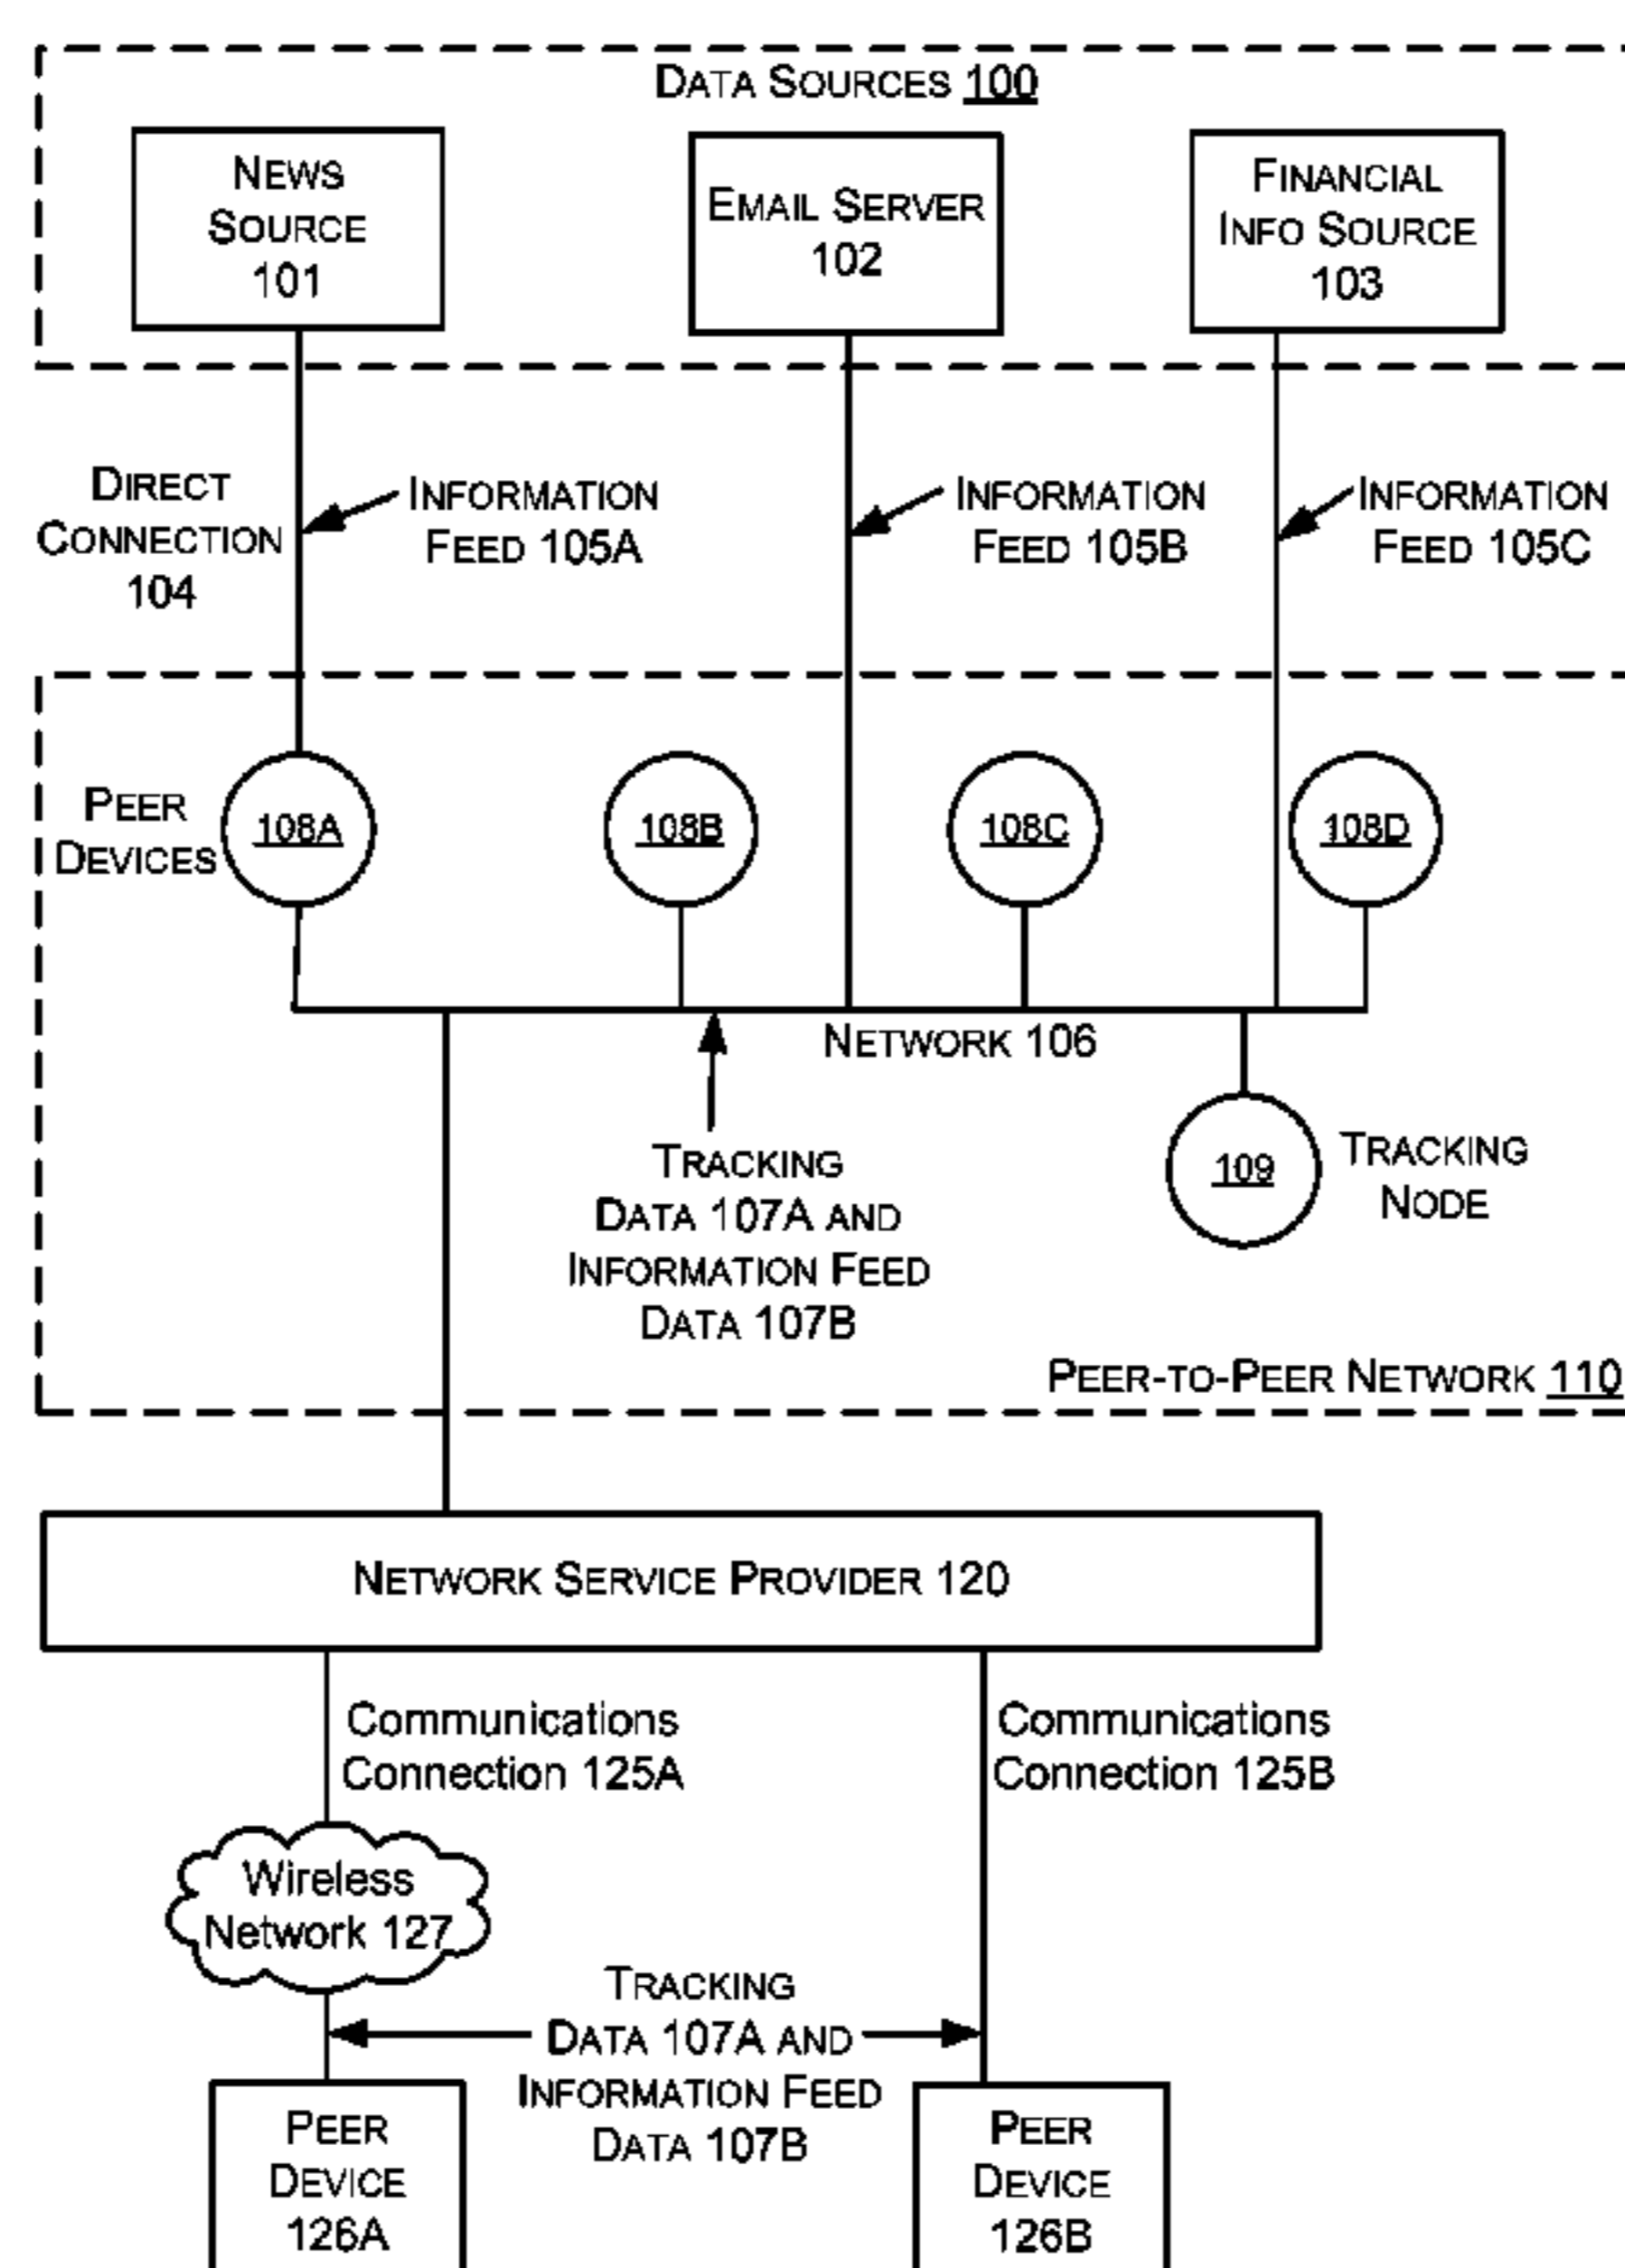 DATA SOURCES 100
NEWS
SOURCE
101
EMAIL SERVER
102
FINANCIAL
INFO SOURCE
103
DIRECT
CONNECTION
104
INFORMATION
FEED 105A
INFORMATION
FEED 105B
INFORMATION
FEED 105C
PEER
DEVICES
108A
108B
108C
108D
NETWORK 106
TRACKING
DATA 107A AND
INFORMATION FEED
DATA 107B
109
TRACKING
NODE
PEER-TO-PEER NETWORK 110
NETWORK SERVICE PROVIDER 120
Communications
Connection 125A
Communications
Connection 125B
Wireless
Network 127
TRACKING
DATA 107A AND
INFORMATION FEED
DATA 107B
PEER
DEVICE
126A
PEER
DEVICE
126B